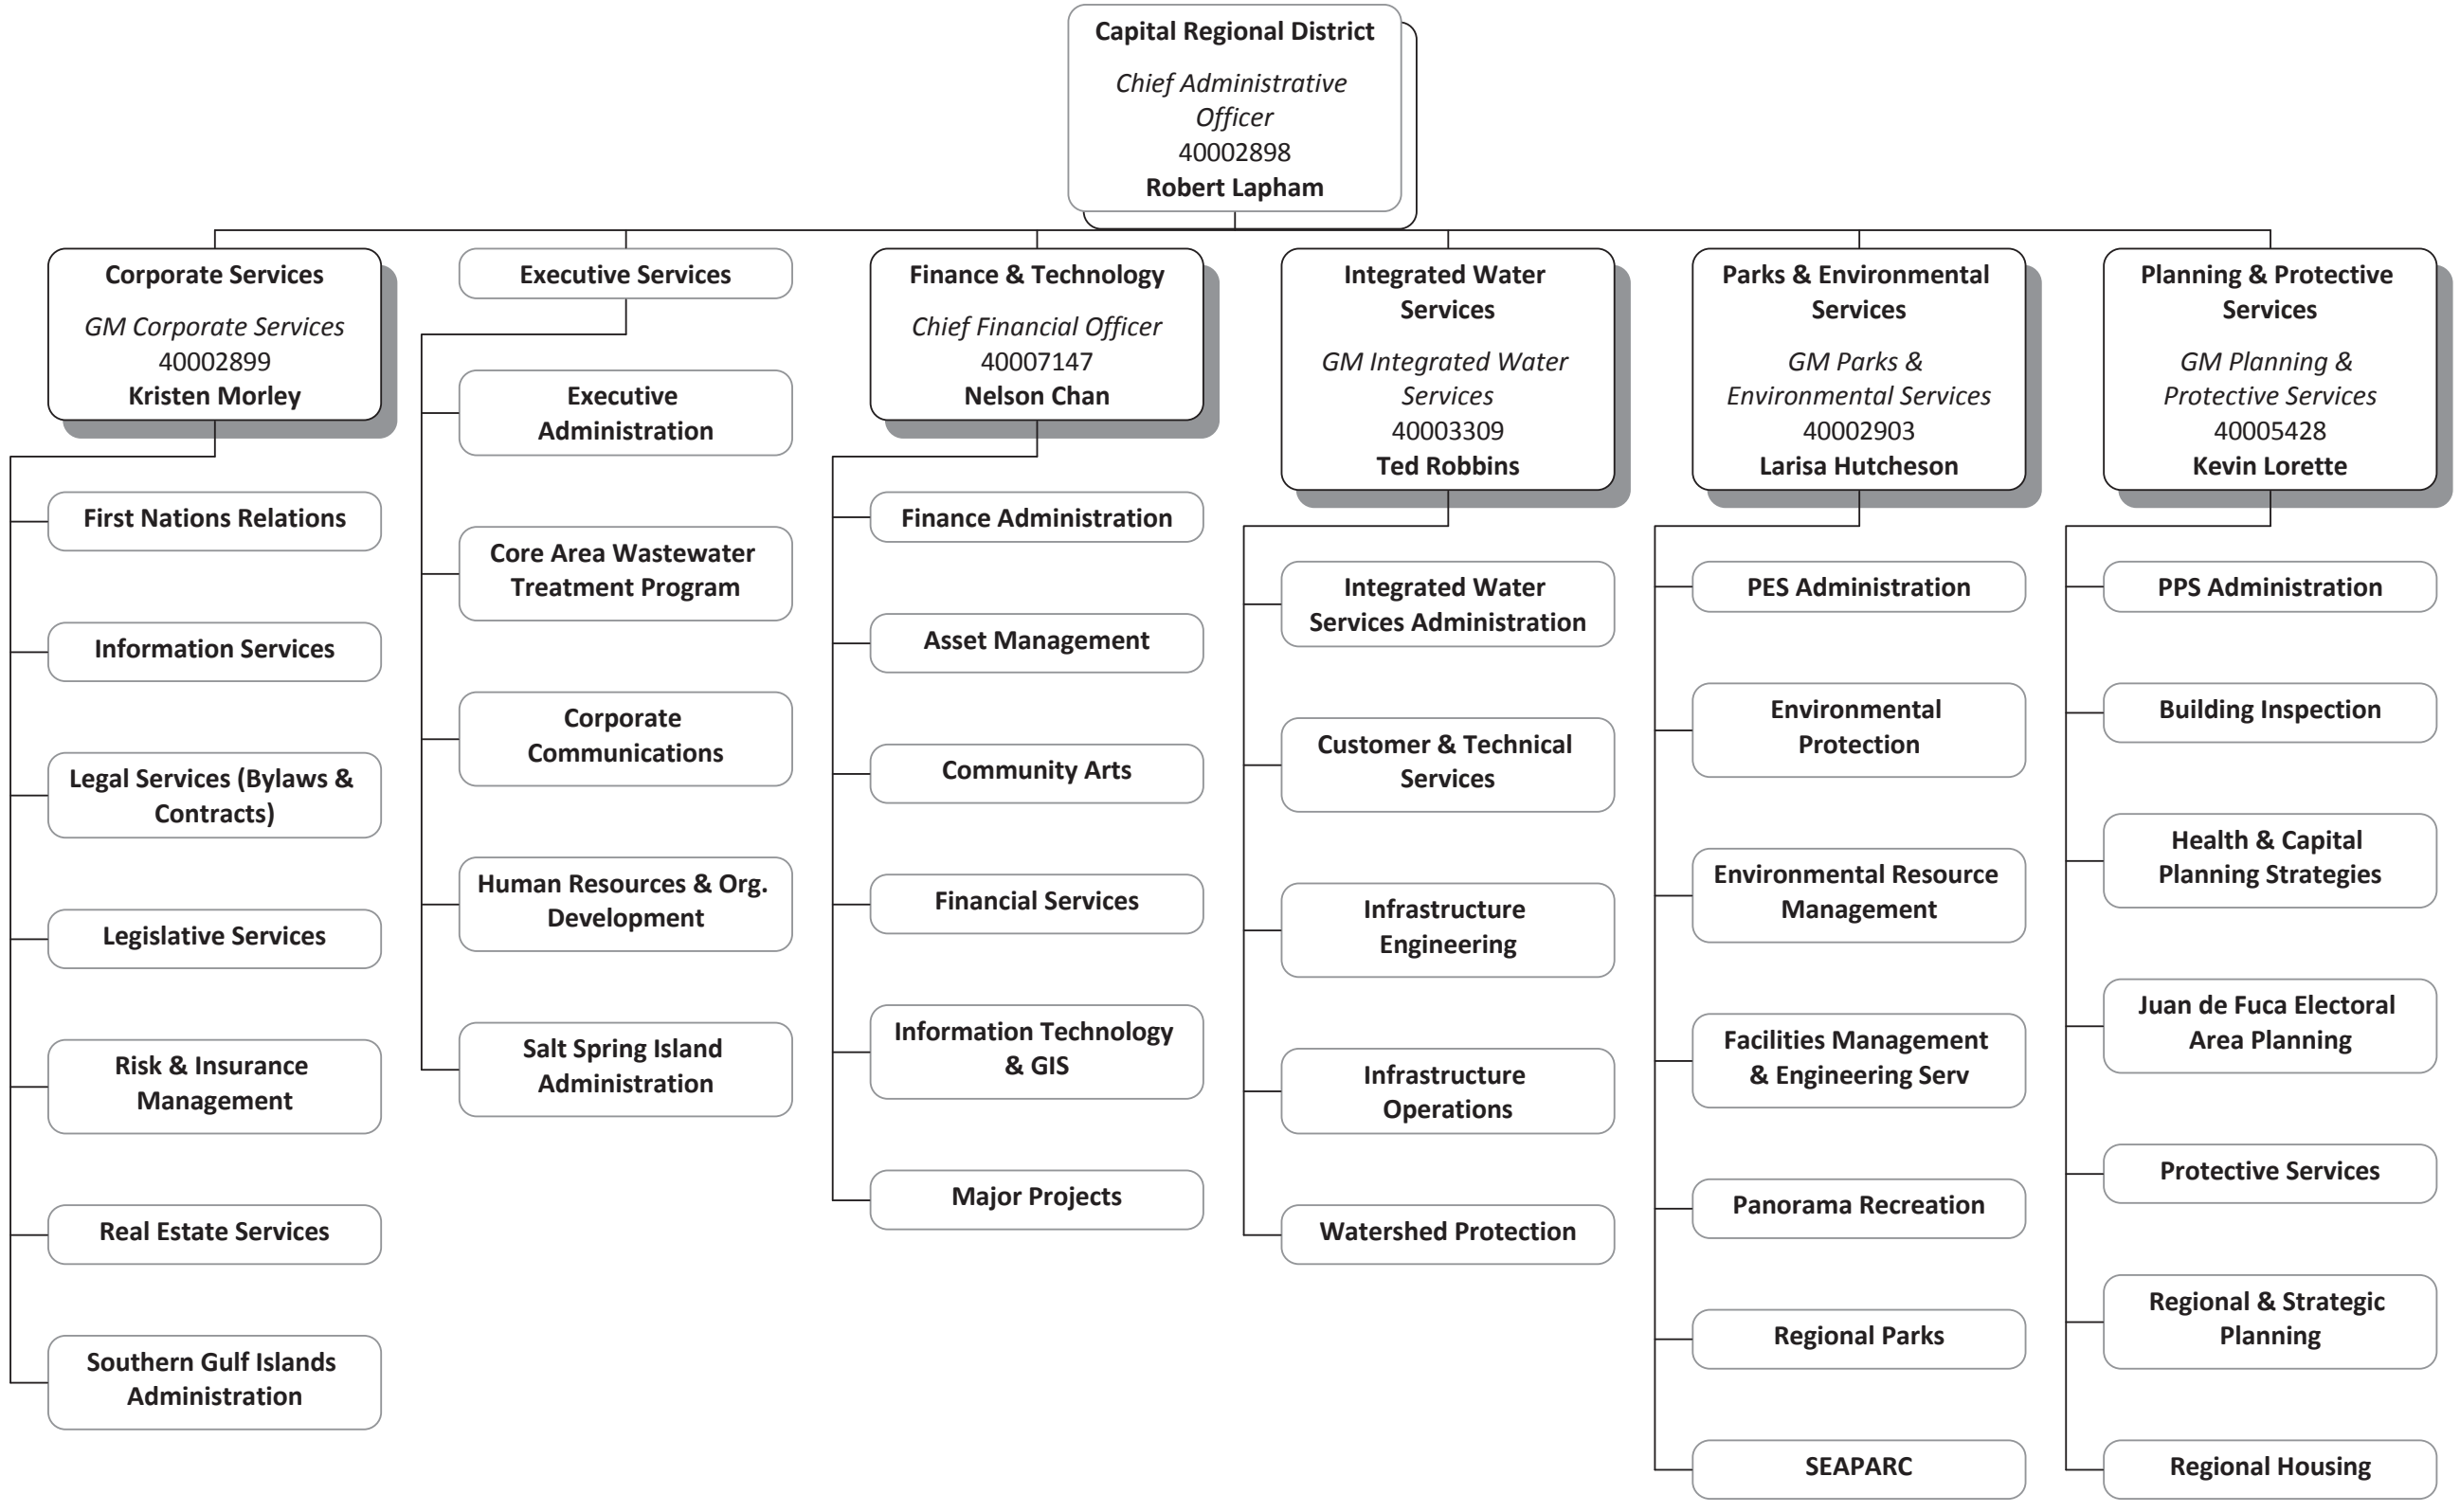 Capital Regional District
Chief Administrative
Officer
40002898
Robert Lapham
Corporate Services
GM Corporate Services
40002899
Kristen Morley
First Nations Relations
Information Services
Legal Services (Bylaws &
Contracts)
Legislative Services
Risk & Insurance
Management
Real Estate Services
Southern Gulf Islands
Administration
Executive Services
Executive
Administration
Core Area Wastewater
Treatment Program
Corporate
Communications
Human Resources & Org.
Development
Salt Spring Island
Administration
Finance & Technology
Chief Financial Officer
40007147
Nelson Chan
Finance Administration
Asset Management
Community Arts
Financial Services
Information Technology
& GIS
Major Projects
Integrated Water
Services
GM Integrated Water
Services
40003309
Ted Robbins
Integrated Water
Services Administration
Customer & Technical
Services
Infrastructure
Engineering
Infrastructure
Operations
Watershed Protection
Parks & Environmental
Services
GM Parks &
Environmental Services
40002903
Larisa Hutcheson
PES Administration
Environmental
Protection
Environmental Resource
Management
Facilities Management
& Engineering Serv
Panorama Recreation
Regional Parks
SEAPARC
Planning & Protective
Services
GM Planning &
Protective Services
40005428
Kevin Lorette
PPS Administration
Building Inspection
Health & Capital
Planning Strategies
Juan de Fuca Electoral
Area Planning
Protective Services
Regional & Strategic
Planning
Regional Housing